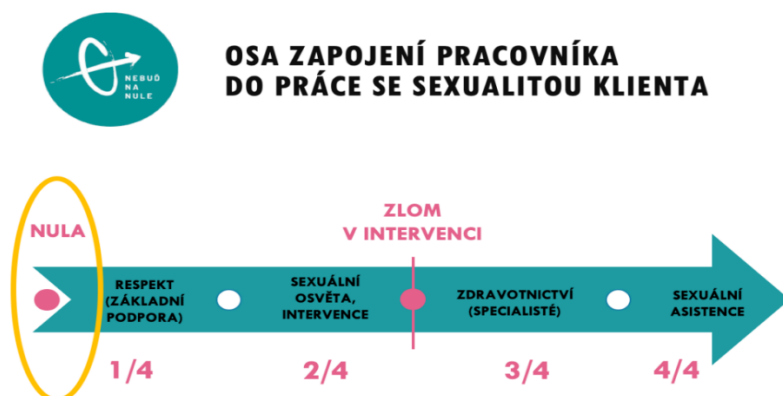 NEBUĎ
NA
NULE
OSA ZAPOJENÍ PRACOVNÍKA
DO PRÁCE SE SEXUALITOU KLIENTA
NULA
ZLOM
V INTERVENCI
RESPEKT
(ZÁKLADNÍ
PODPORA)
SEXUÁLNÍ
OSVĚTA,
INTERVENCE
ZDRAVOTNICTVÍ
(SPECIALISTÉ)
SEXUÁLNÍ
ASISTENCE
1/4
2/4
3/4
4/4